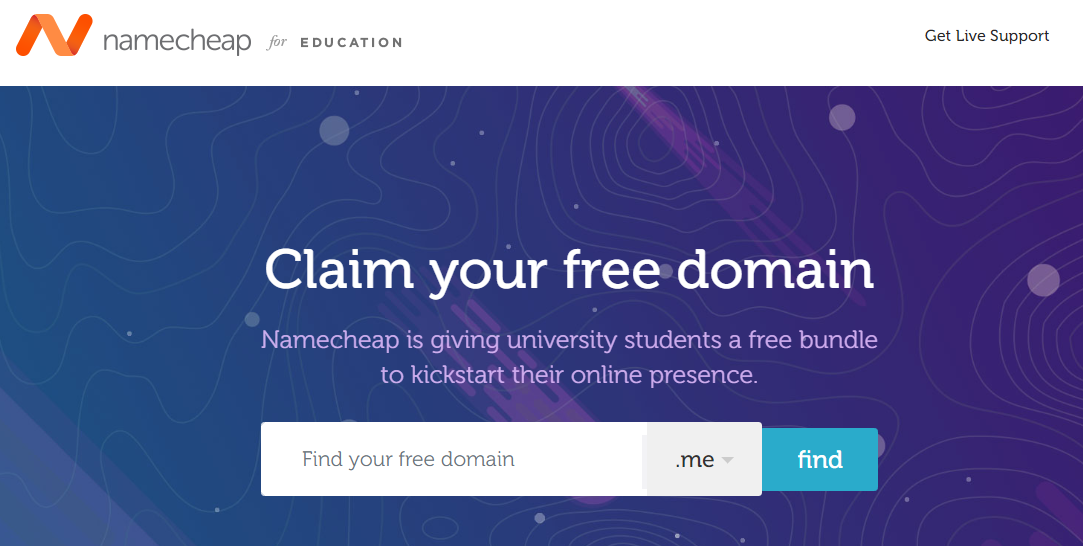 namecheap for EDUCATION
Get Live Support
Claim your free domain
Namecheap is giving university students a free bundle
to kickstart their online presence.
Find your free domain
.me
find